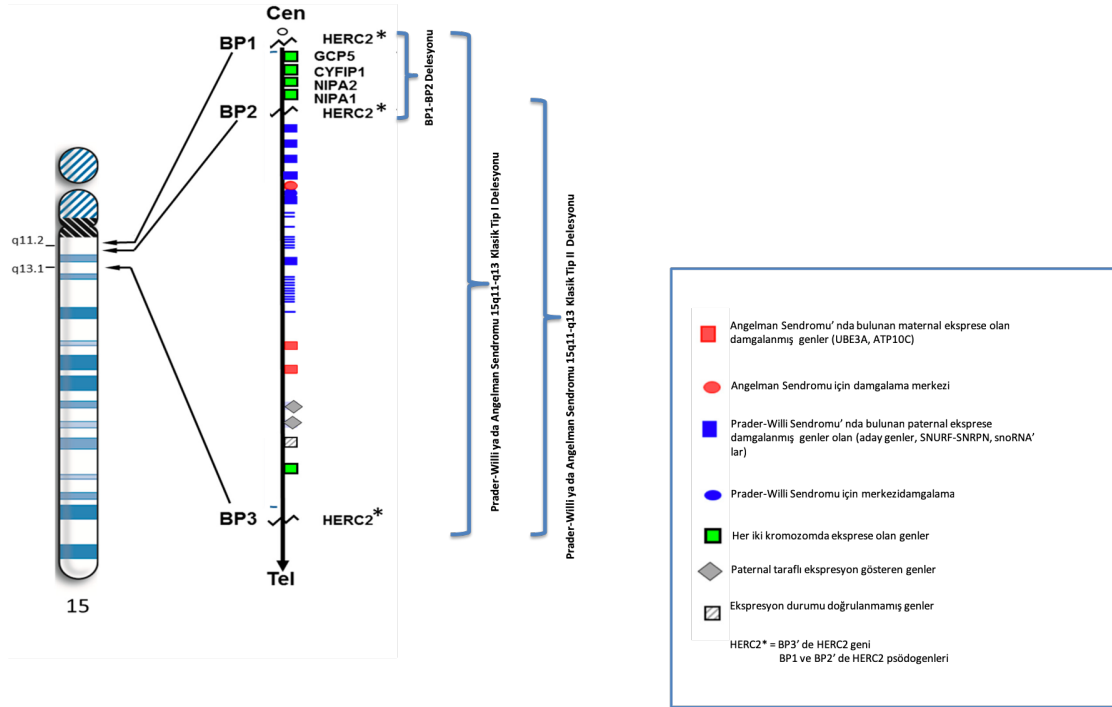 Cen
BP1
HERC2*
GCP5
CYFIP1
NIPA2
NIPA1
BP2
HERC2*
q11.2
q13.1
BP3
HERC2*
Tel
15
BP1-BP2 Delesyonu
Prader-Willi ya da Angelman Sendromu 15q11-q13 Klasik Tip I Delesyonu
Prader-Willi ya da Angelman Sendromu 15q11-q13 Klasik Tip II Delesyonu
Angelman Sendromu' nda bulunan maternal eksprese olan
damgalanmış genler (UBE3A, ATP10C)
Angelman Sendromu için damgalama merkezi
Prader-Willi Sendromu' nda bulunan paternal eksprese
damgalanmış genler olan (aday genler, SNURF-SNRPN, snoRNA'
lar)
Prader-Willi Sendromu için merkezidamgalama
Her iki kromozomda eksprese olan genler
Paternal taraflı ekspresyon gösteren genler
Ekspresyon durumu doğrulanmamış genler
HERC2* = BP3' de HERC2 geni
BP1 ve BP2' de HERC2 psödogenleri